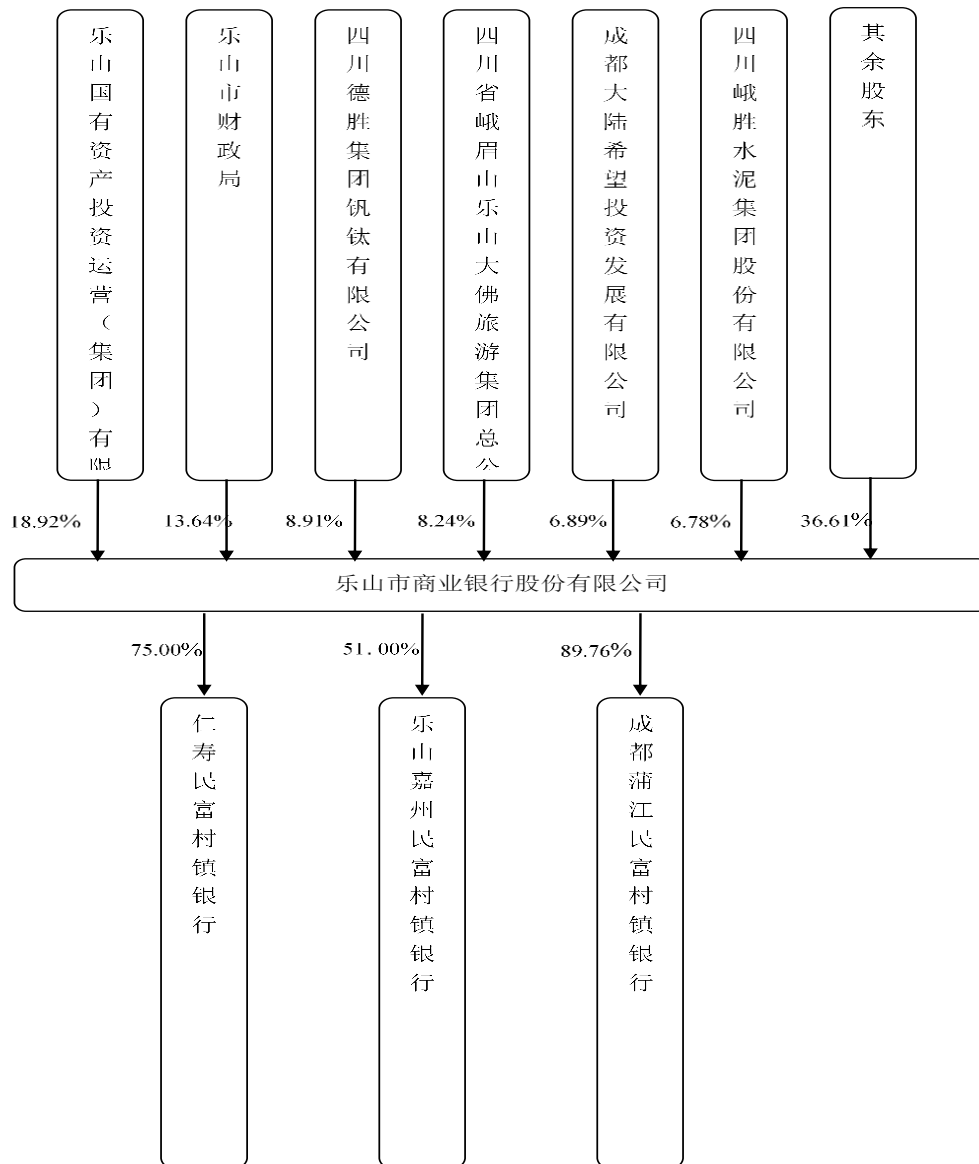 乐山国有资产投资运营（集团）有限
乐山市财政局
四川德胜集团钒钛有限公司
四川省峨眉山乐山大佛旅游集团总公
成都大陆希望投资发展有限公司
四川峨胜水泥集团股份有限公司
其余股东
18.92%
13.64%
8.91%
8.24%
6.89%
6.78%
36.61%
乐山市商业银行股份有限公司
75.00%
51.00%
89.76%
仁寿民富村镇银行
乐山嘉州民富村镇银行
成都蒲江民富村镇银行